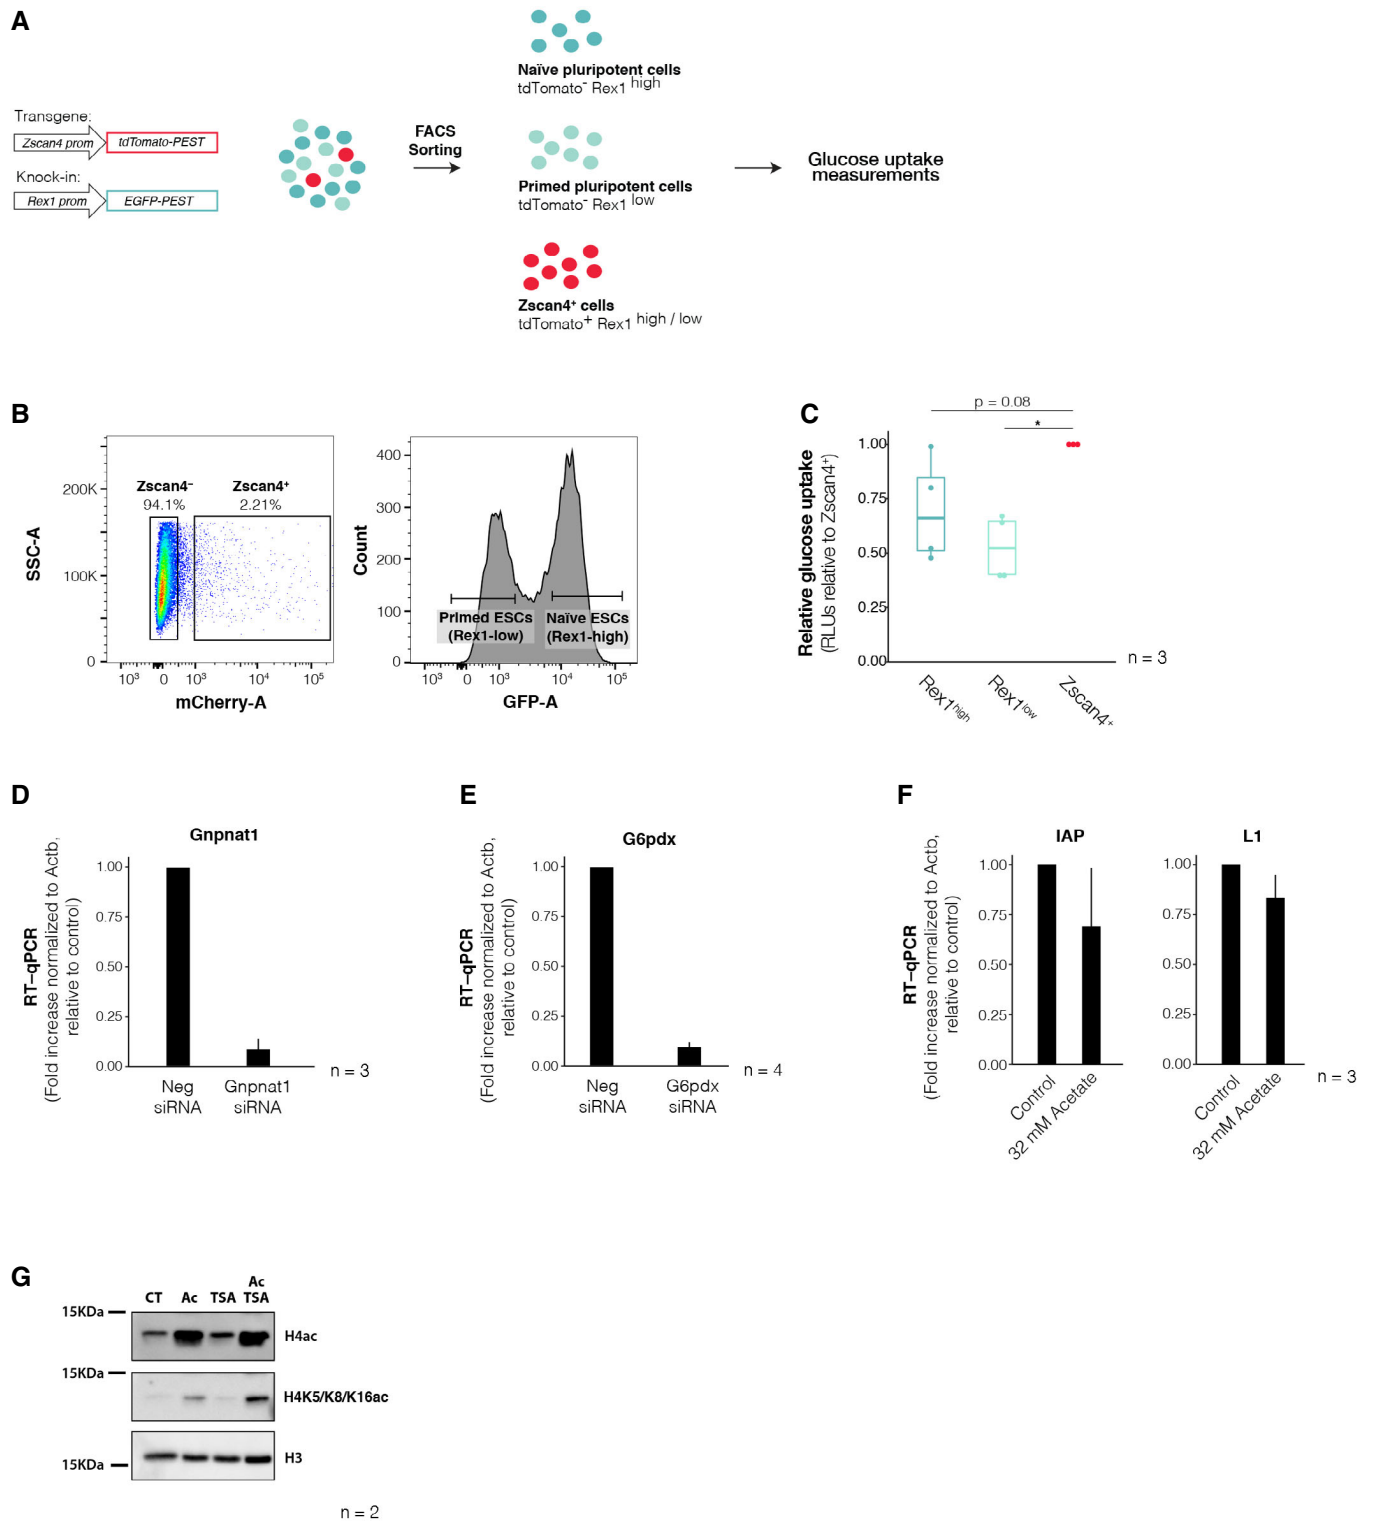 A
Transgene:
Zscan4 prom
tdTomato-PEST
Knock-in:
Rex1 prom
EGFP-PEST
FACS
Sorting
Naïve pluripotent cells
tdTomato⁻ Rex1 high
Primed pluripotent cells
tdTomato⁻ Rex1 low
Zscan4⁺ cells
tdTomato⁺ Rex1 high / low
Glucose uptake
measurements
B
SSC-A
200K
100K
0
Zscan4⁻
94.1%
Zscan4⁺
2.21%
10³ 0 10³ 10⁴ 10⁵
mCherry-A
Count
400
300
200
100
0
Primed ESCs
(Rex1-low)
Naïve ESCs
(Rex1-high)
10³ 0 10³ 10⁴ 10⁵
GFP-A
C
p = 0.08
*
Relative glucose uptake
(RLUs relative to Zscan4⁺)
1.00
0.75
0.50
0.25
0.00
n = 3
Rex1high
Rex1low
Zscan4⁺
D
Gnpnat1
RT–qPCR
(Fold increase normalized to Actb,
relative to control)
1.00
0.75
0.50
0.25
0.00
Neg
siRNA
Gnpnat1
siRNA
n = 3
E
G6pdx
RT–qPCR
(Fold increase normalized to Actb,
relative to control)
1.00
0.75
0.50
0.25
0.00
Neg
siRNA
G6pdx
siRNA
n = 4
F
RT–qPCR
(Fold increase normalized to Actb,
relative to control)
IAP
1.00
0.75
0.50
0.25
0.00
Control
32 mM Acetate
L1
1.00
0.75
0.50
0.25
0.00
Control
32 mM Acetate
n = 3
G
CT Ac TSA Ac TSA
15KDa
H4ac
15KDa
H4K5/K8/K16ac
15KDa
H3
n = 2